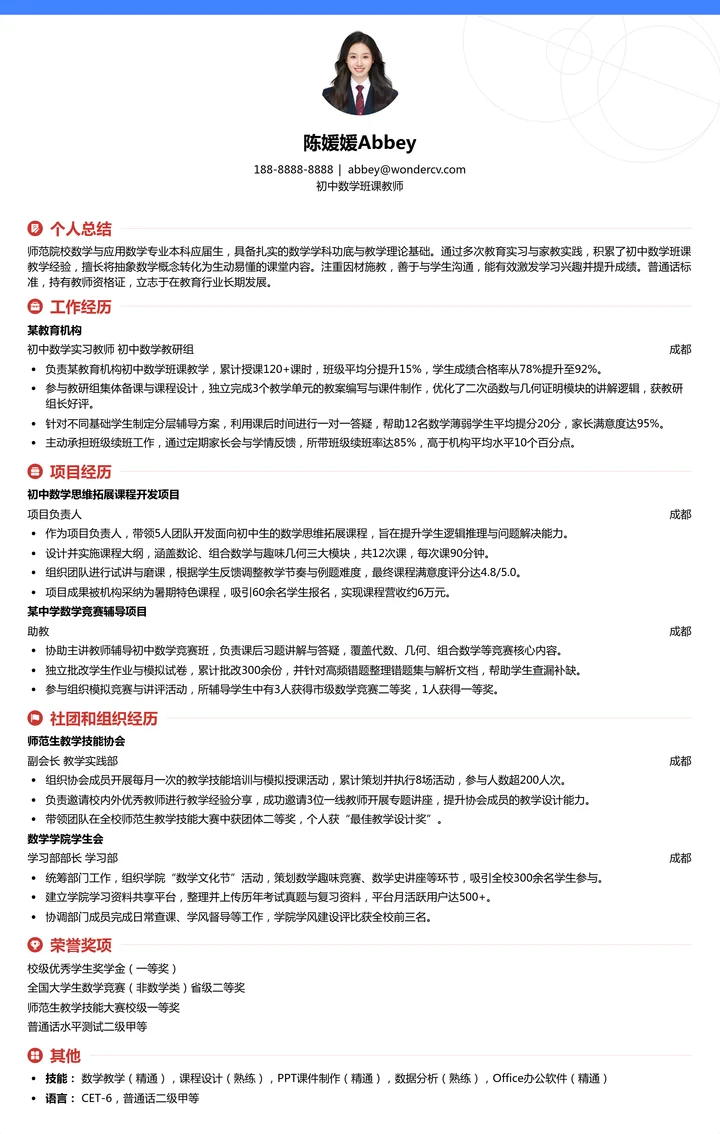 陈媛媛Abbey
188-8888-8888 | abbey@wondercv.com
初中数学班课教师
个人总结
师范院校数学与应用数学专业本科应届生，具备扎实的数学学科功底与教学理论基础。通过多次教育实习与家教实践，积累了初中数学班课
教学经验，擅长将抽象数学概念转化为生动易懂的课堂内容。注重因材施教，善于与学生沟通，能有效激发学习兴趣并提升成绩。普通话标
准，持有教师资格证，立志于在教育行业长期发展。
工作经历
某教育机构
初中数学实习教师 初中数学教研组 成都
• 负责某教育机构初中数学班课教学，累计授课120+课时，班级平均分提升15%，学生成绩合格率从78%提升至92%。
• 参与教研组集体备课与课程设计，独立完成3个教学单元的教案编写与课件制作，优化了二次函数与几何证明模块的讲解逻辑，获教研
组长好评。
• 针对不同基础学生制定分层辅导方案，利用课后时间进行一对一答疑，帮助12名数学薄弱学生平均提分20分，家长满意度达95%。
• 主动承担班级续班工作，通过定期家长会与学情反馈，所带班级续班率达85%，高于机构平均水平10个百分点。
项目经历
初中数学思维拓展课程开发项目
项目负责人 成都
• 作为项目负责人，带领5人团队开发面向初中生的数学思维拓展课程，旨在提升学生逻辑推理与问题解决能力。
• 设计并实施课程大纲，涵盖数论、组合数学与趣味几何三大模块，共12次课，每次课90分钟。
• 组织团队进行试讲与磨课，根据学生反馈调整教学节奏与例题难度，最终课程满意度评分达4.8/5.0。
• 项目成果被机构采纳为暑期特色课程，吸引60余名学生报名，实现课程营收约6万元。
某中学数学竞赛辅导项目
助教 成都
• 协助主讲教师辅导初中数学竞赛班，负责课后习题讲解与答疑，覆盖代数、几何、组合数学等竞赛核心内容。
• 独立批改学生作业与模拟试卷，累计批改300余份，并针对高频错题整理错题集与解析文档，帮助学生查漏补缺。
• 参与组织模拟竞赛与讲评活动，所辅导学生中有3人获得市级数学竞赛二等奖，1人获得一等奖。
社团和组织经历
师范生教学技能协会
副会长 教学实践部 成都
• 组织协会成员开展每月一次的教学技能培训与模拟授课活动，累计策划并执行8场活动，参与人数超200人次。
• 负责邀请校内外优秀教师进行教学经验分享，成功邀请3位一线教师开展专题讲座，提升协会成员的教学设计能力。
• 带领团队在全校师范生教学技能大赛中获团体二等奖，个人获“最佳教学设计奖”。
数学学院学生会
学习部部长 学习部 成都
• 统筹部门工作，组织学院“数学文化节”活动，策划数学趣味竞赛、数学史讲座等环节，吸引全校300余名学生参与。
• 建立学院学习资料共享平台，整理并上传历年考试真题与复习资料，平台月活跃用户达500+。
• 协调部门成员完成日常查课、学风督导等工作，学院学风建设评比获全校前三名。
荣誉奖项
校级优秀学生奖学金（一等奖）
全国大学生数学竞赛（非数学类）省级二等奖
师范生教学技能大赛校级一等奖
普通话水平测试二级甲等
其他
• 技能： 数学教学（精通），课程设计（熟练），PPT课件制作（精通），数据分析（熟练），Office办公软件（精通）
• 语言： CET-6，普通话二级甲等